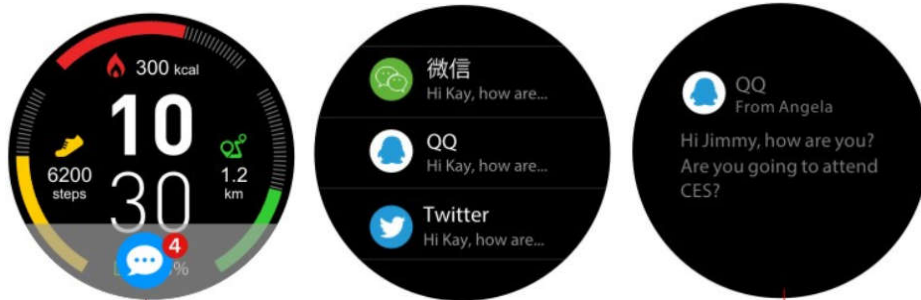 300 kcal
10
6200
steps
1.2
km
30
4
%
微信
Hi Kay, how are...
QQ
Hi Kay, how are...
Twitter
Hi Kay, how are...
QQ
From Angela
Hi Jimmy, how are you?
Are you going to attend
CES?